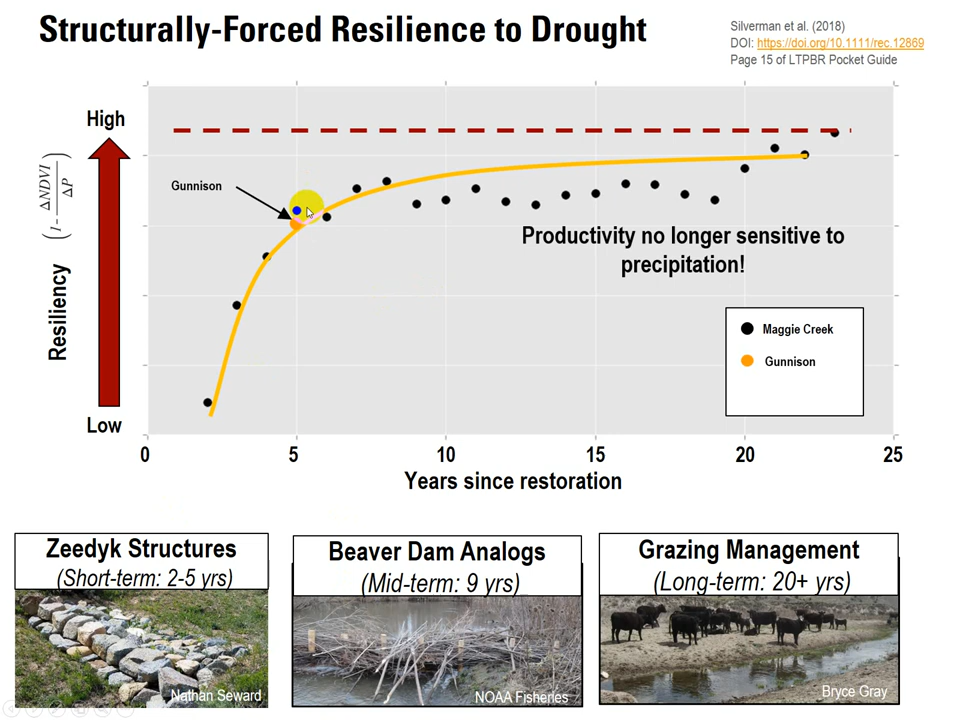 Structurally-Forced Resilience to Drought
Silverman et al. (2018)
DOI: https://doi.org/10.1111/rec.12869
Page 15 of LTPBR Pocket Guide
High
Resiliency (1-ΔNDVI/ΔP)
Low
Gunnison
Productivity no longer sensitive to
precipitation!
Maggie Creek
Gunnison
0 5 10 15 20 25
Years since restoration
Zeedyk Structures
(Short-term: 2-5 yrs)
Nathan Seward
Beaver Dam Analogs
(Mid-term: 9 yrs)
NOAA Fisheries
Grazing Management
(Long-term: 20+ yrs)
Bryce Gray